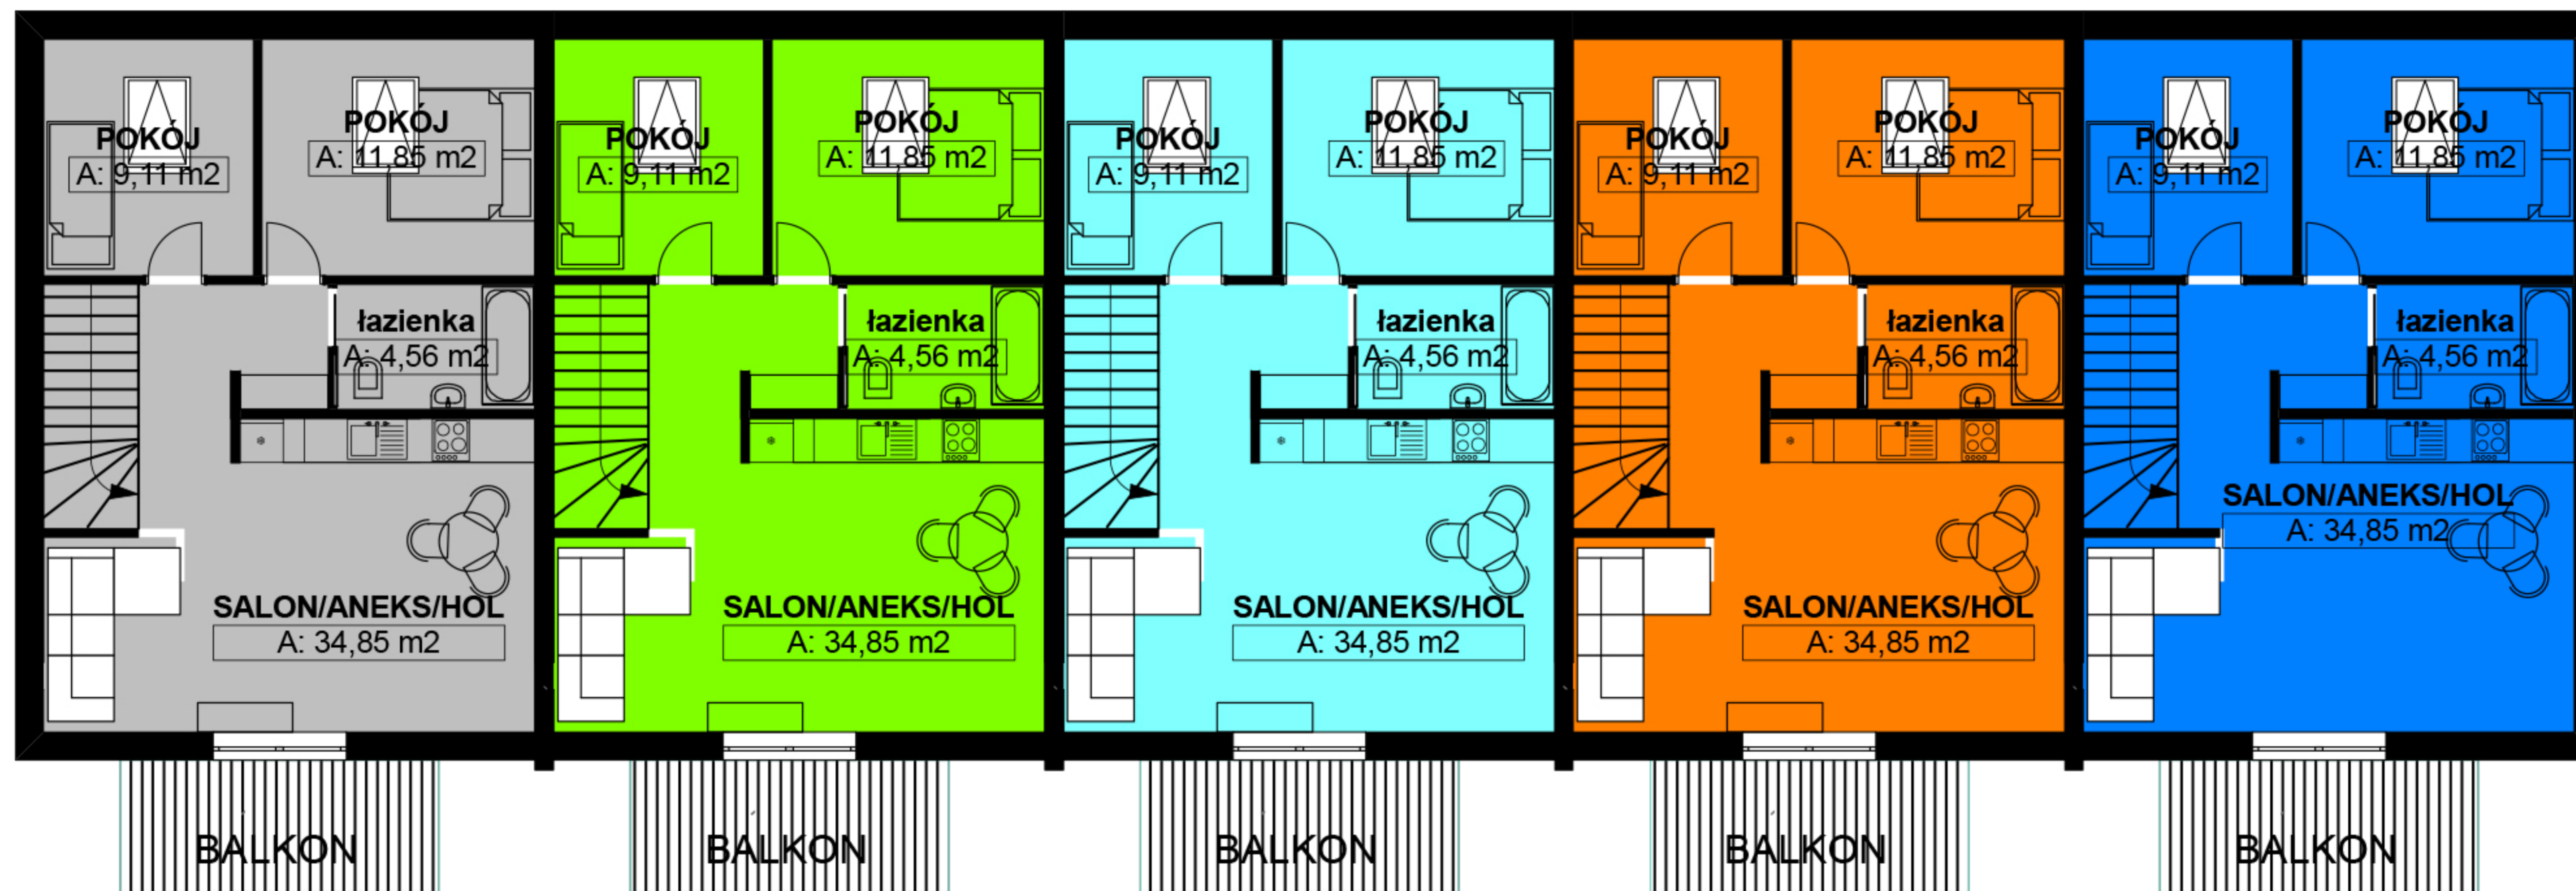 POKÓJ
A: 9,11 m2
POKÓJ
A: 11,85 m2
łazienka
A: 4,56 m2
SALON/ANEKS/HOL
A: 34,85 m2
BALKON
POKÓJ
A: 9,11 m2
POKÓJ
A: 11,85 m2
łazienka
A: 4,56 m2
SALON/ANEKS/HOL
A: 34,85 m2
BALKON
POKÓJ
A: 9,11 m2
POKÓJ
A: 11,85 m2
łazienka
A: 4,56 m2
SALON/ANEKS/HOL
A: 34,85 m2
BALKON
POKÓJ
A: 9,11 m2
POKÓJ
A: 11,85 m2
łazienka
A: 4,56 m2
SALON/ANEKS/HOL
A: 34,85 m2
BALKON
POKÓJ
A: 9,11 m2
POKÓJ
A: 11,85 m2
łazienka
A: 4,56 m2
SALON/ANEKS/HOL
A: 34,85 m2
BALKON